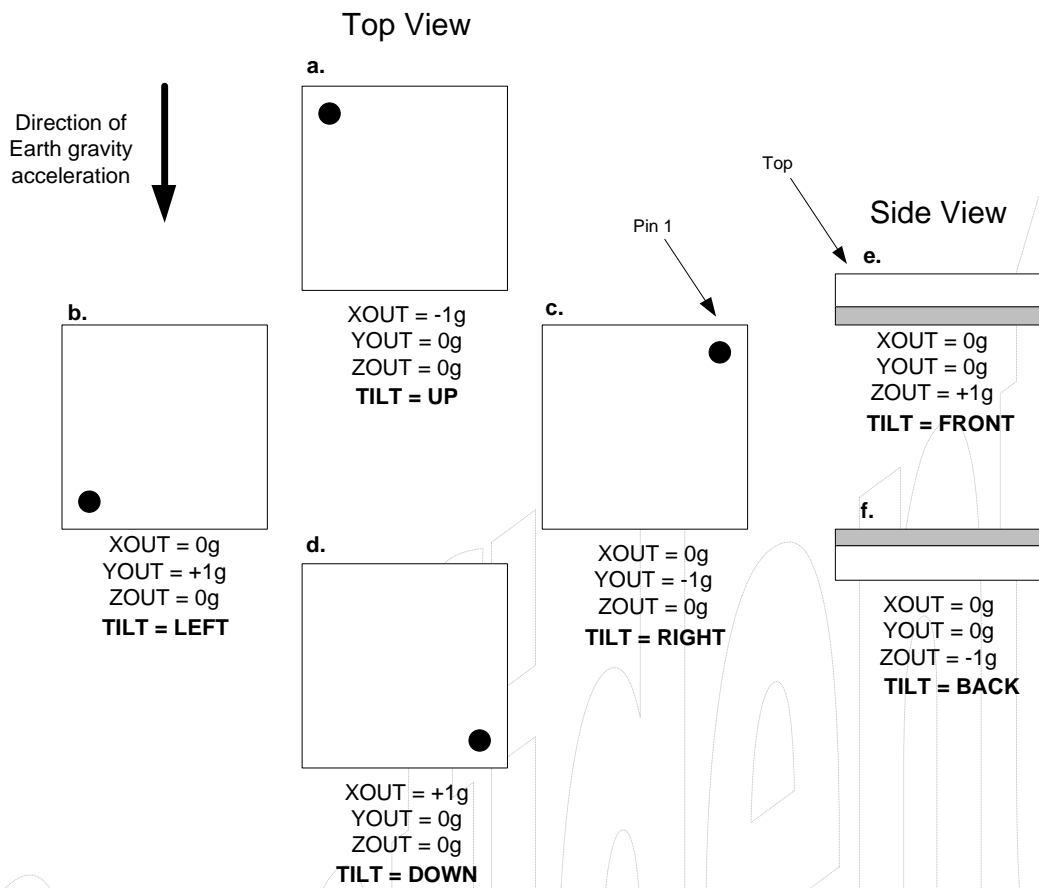 Top View
a.
Direction of
Earth gravity
acceleration
Top
Pin 1
Side View
e.
b.
XOUT = -1g
YOUT = 0g
ZOUT = 0g
TILT = UP
c.
XOUT = 0g
YOUT = 0g
ZOUT = +1g
TILT = FRONT
f.
XOUT = 0g
YOUT = +1g
ZOUT = 0g
TILT = LEFT
d.
XOUT = 0g
YOUT = -1g
ZOUT = 0g
TILT = RIGHT
XOUT = 0g
YOUT = 0g
ZOUT = -1g
TILT = BACK
XOUT = +1g
YOUT = 0g
ZOUT = 0g
TILT = DOWN